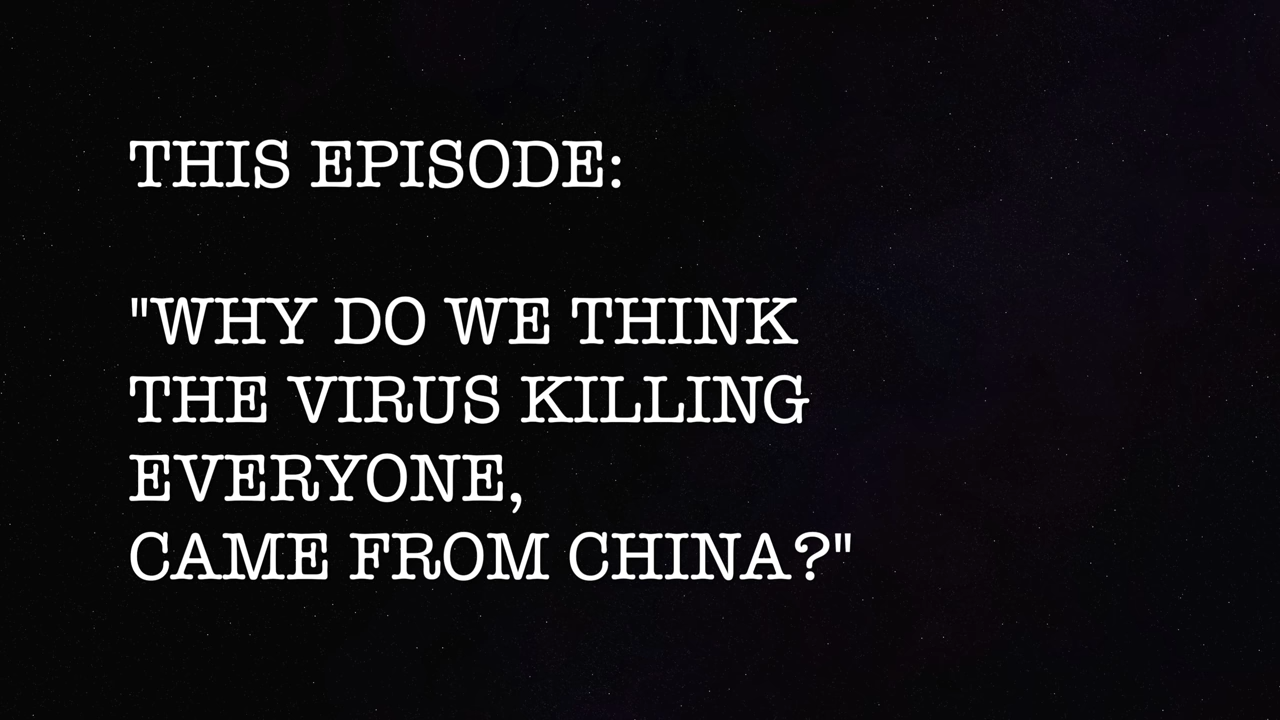 THIS EPISODE:
"WHY DO WE THINK
THE VIRUS KILLING
EVERYONE,
CAME FROM CHINA?"